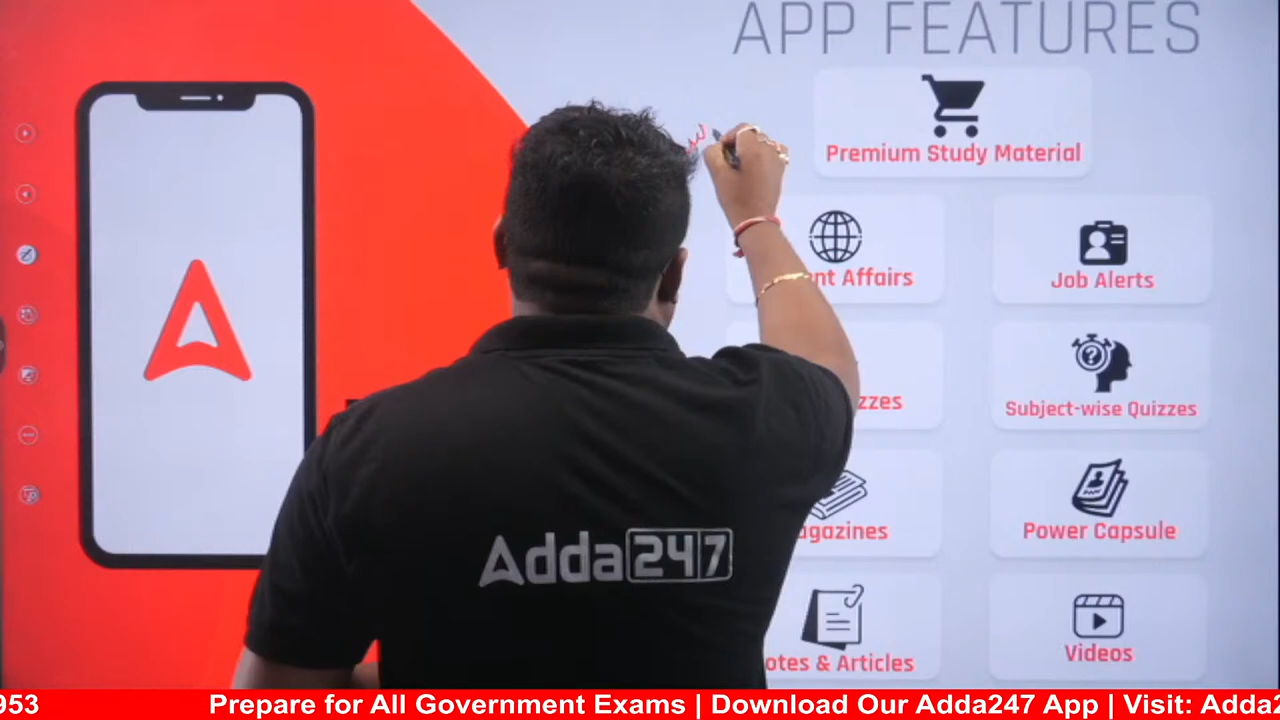 APP FEATURES
Premium Study Material
nt Affairs
Job Alerts
zzes
Subject-wise Quizzes
agazines
Power Capsule
otes & Articles
Videos
Adda247
953 Prepare for All Government Exams | Download Our Adda247 App | Visit: Adda2